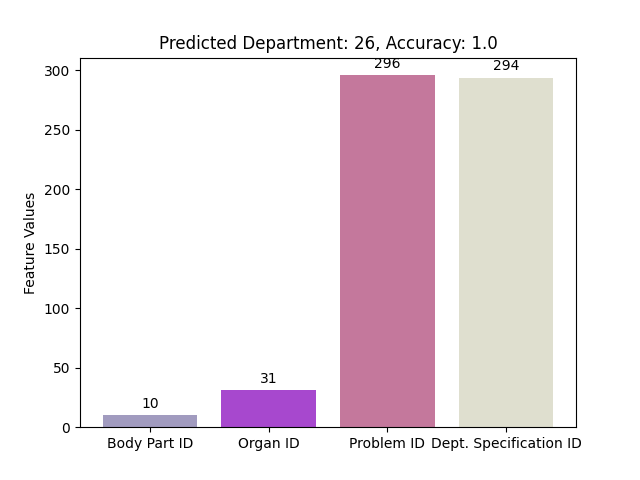 Predicted Department: 26, Accuracy: 1.0
300
250
200
150
100
50
0
Feature Values
10
31
296
294
Body Part ID
Organ ID
Problem ID
Dept. Specification ID